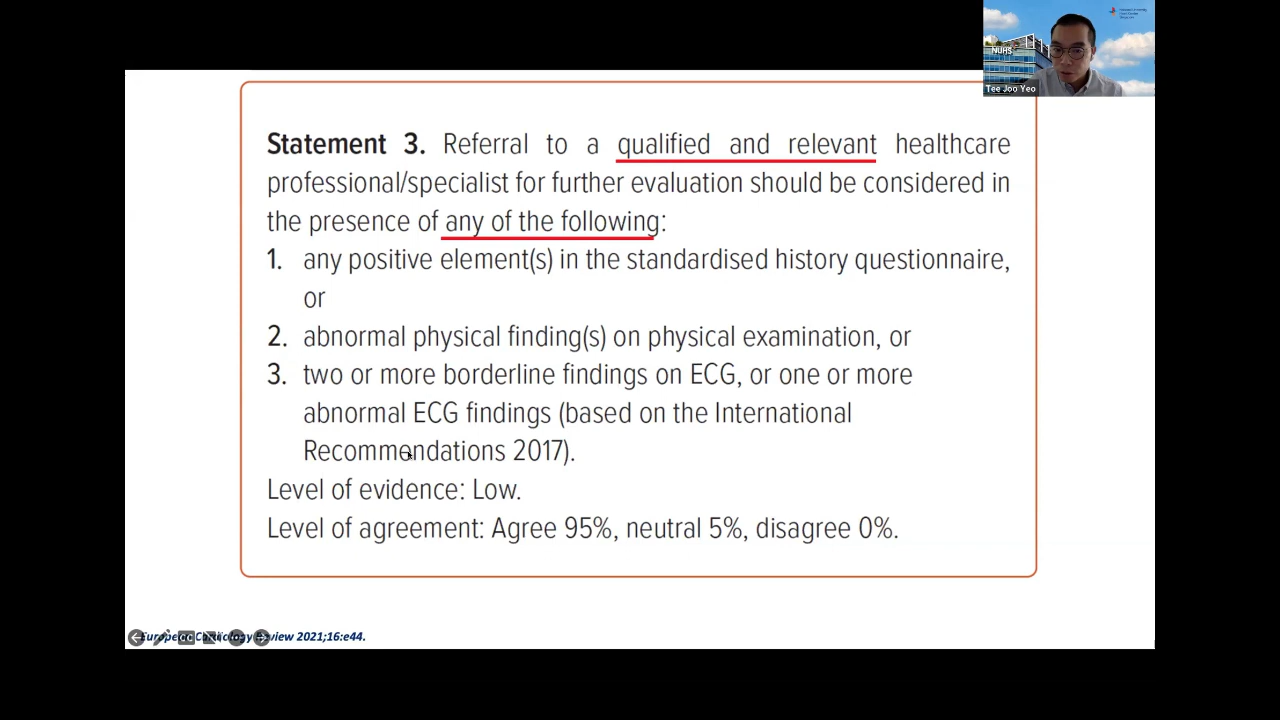 NUHS
Tee Joo Yeo
Statement 3. Referral to a qualified and relevant healthcare
professional/specialist for further evaluation should be considered in
the presence of any of the following:
1. any positive element(s) in the standardised history questionnaire,
or
2. abnormal physical finding(s) on physical examination, or
3. two or more borderline findings on ECG, or one or more
abnormal ECG findings (based on the International
Recommendations 2017).
Level of evidence: Low.
Level of agreement: Agree 95%, neutral 5%, disagree 0%.
European Cardiology Review 2021;16:e44.